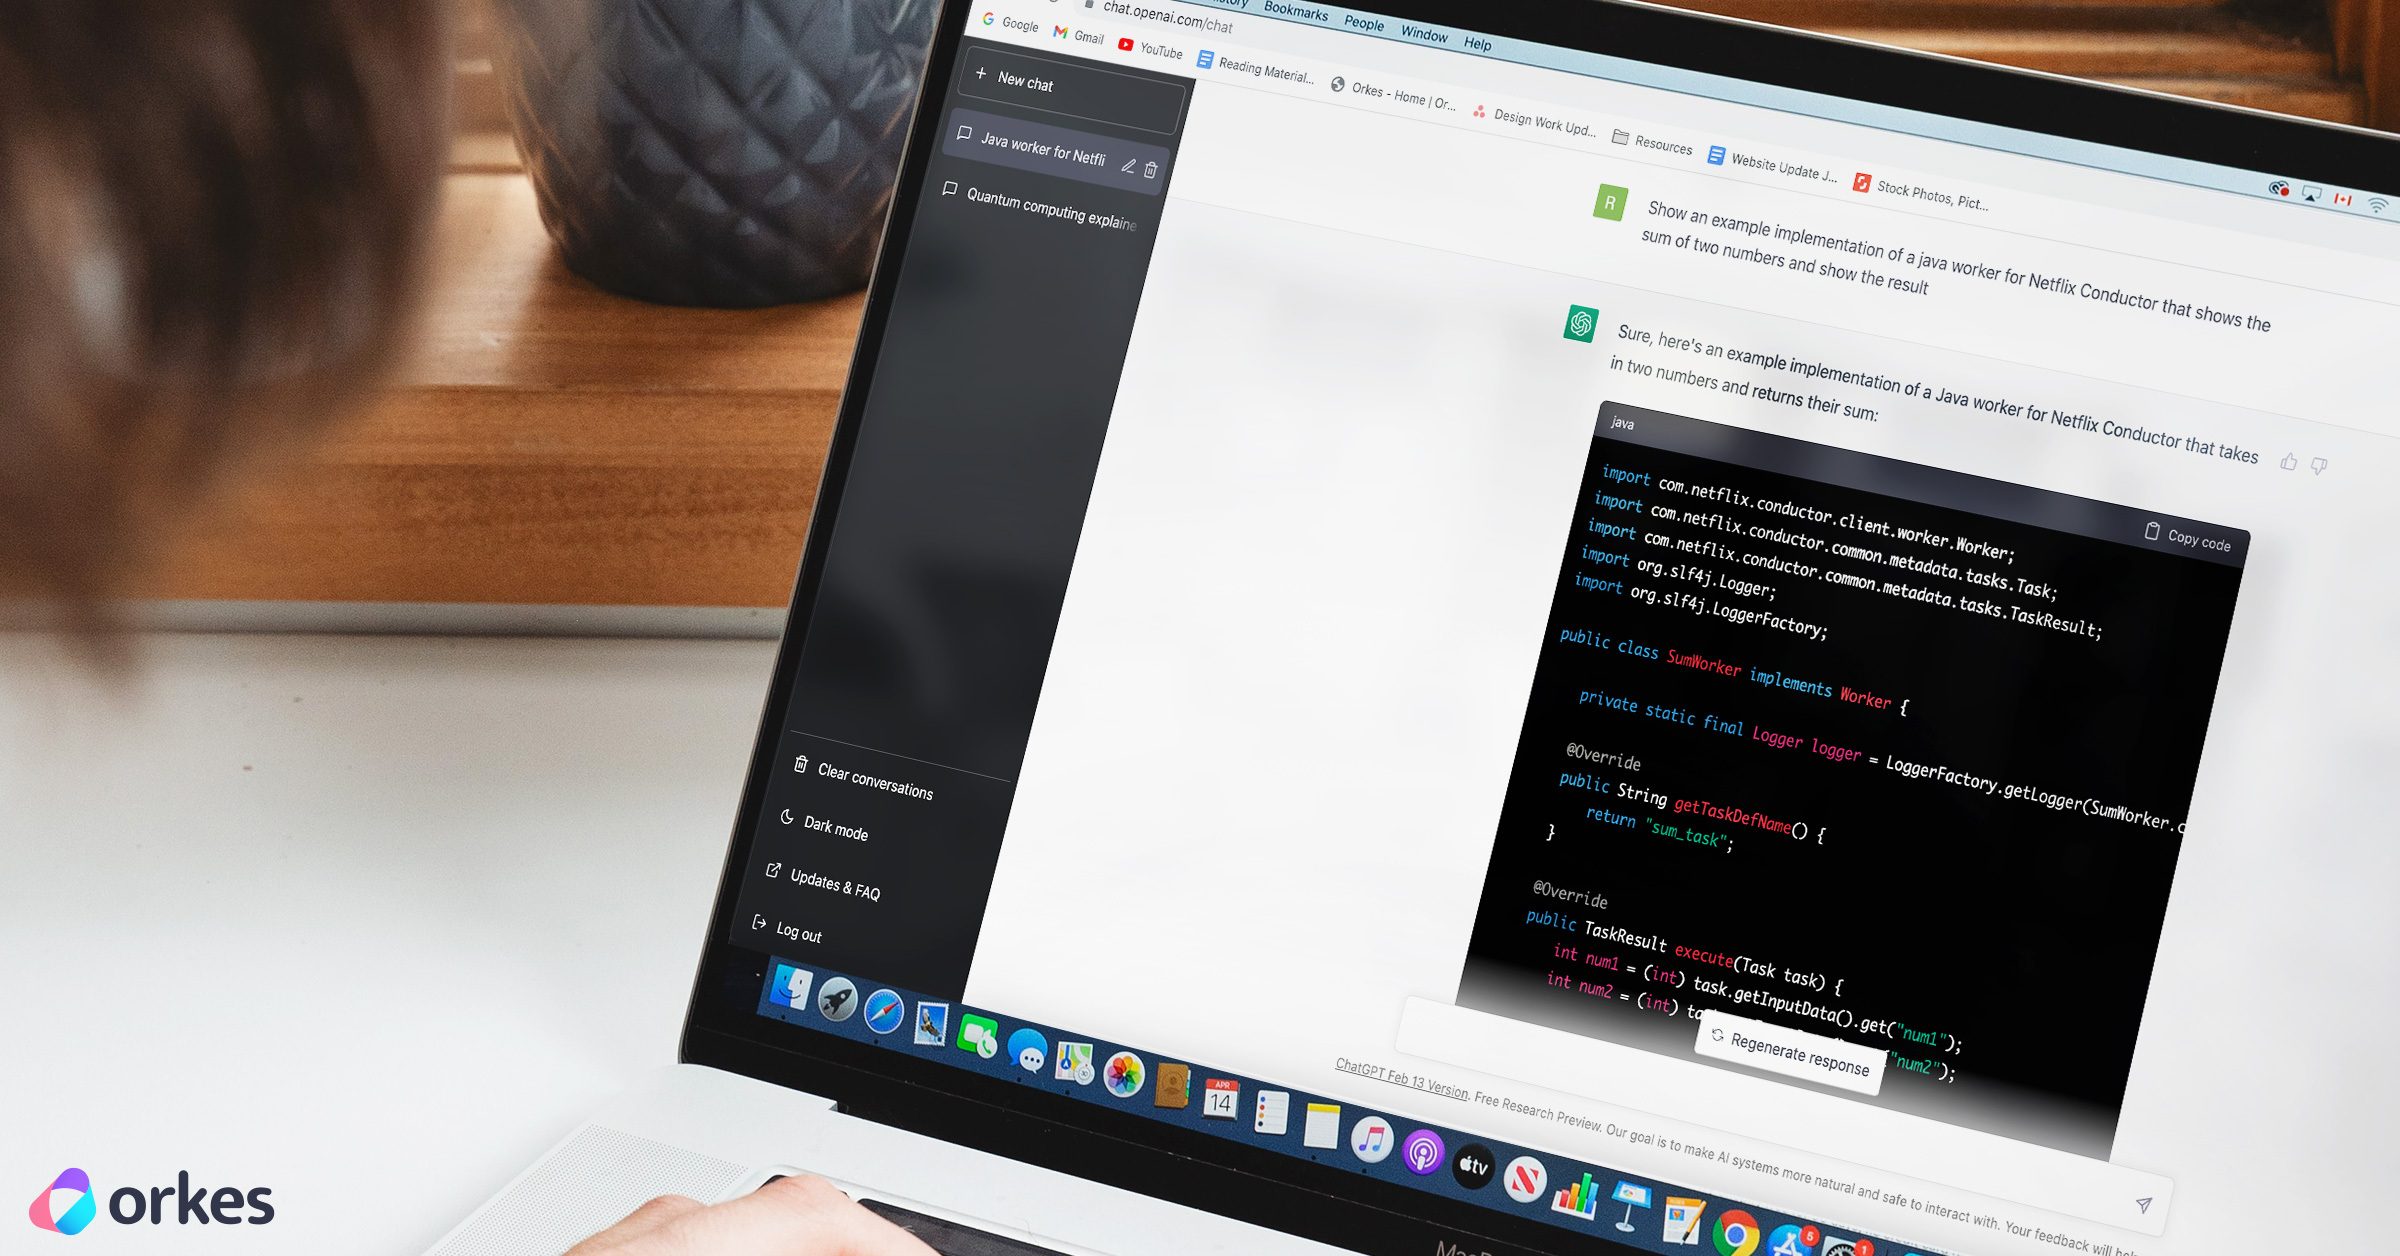 History Bookmarks People Window Help
chat.openai.com/chat
Google Gmail YouTube Reading Material... Orkes - Home | Or... Design Work Upd... Resources Website Update J... Stock Photos, Pict...
+ New chat
Java worker for Netfli
Quantum computing explaine
R
Show an example implementation of a java worker for Netflix Conductor that shows the
sum of two numbers and show the result
Sure, here's an example implementation of a Java worker for Netflix Conductor that takes
in two numbers and returns their sum:
java
Copy code
import com.netflix.conductor.client.worker.Worker;
import com.netflix.conductor.common.metadata.tasks.Task;
import com.netflix.conductor.common.metadata.tasks.TaskResult;
import org.slf4j.Logger;
import org.slf4j.LoggerFactory;
public class SumWorker implements Worker {
private static final Logger logger = LoggerFactory.getLogger(SumWorker.c
@Override
public String getTaskDefName() {
return "sum_task";
}
@Override
public TaskResult execute(Task task) {
int num1 = (int) task.getInputData().get("num1");
int num2 = (int) "num2");
Regenerate response
Clear conversations
Dark mode
Updates & FAQ
Log out
ChatGPT Feb 13 Version. Free Research Preview. Our goal is to make AI systems more natural and safe to interact with. Your feedback will
APR
14
tv
5
1
orkes